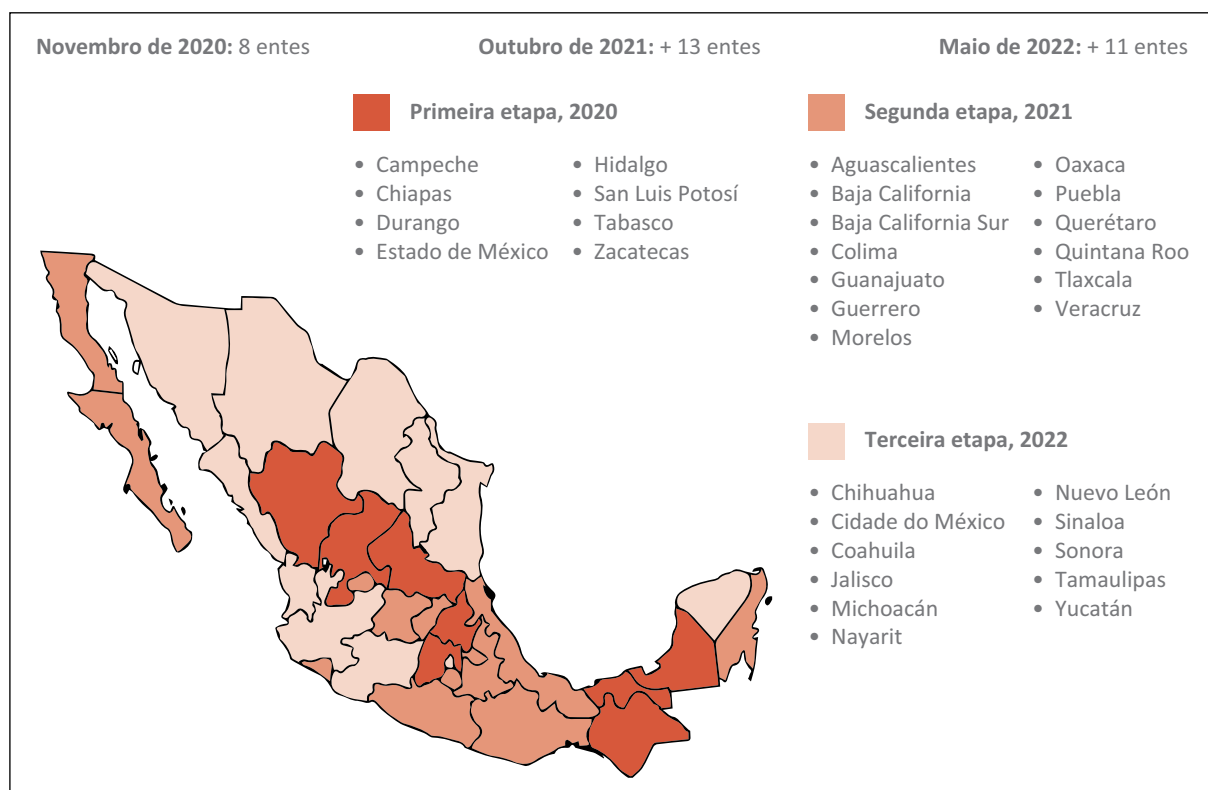 Novembro de 2020: 8 entes
Outubro de 2021: + 13 entes
Maio de 2022: + 11 entes
Primeira etapa, 2020
• Campeche
• Chiapas
• Durango
• Estado de México
• Hidalgo
• San Luis Potosí
• Tabasco
• Zacatecas
Segunda etapa, 2021
• Aguascalientes
• Baja California
• Baja California Sur
• Colima
• Guanajuato
• Guerrero
• Morelos
• Oaxaca
• Puebla
• Querétaro
• Quintana Roo
• Tlaxcala
• Veracruz
Terceira etapa, 2022
• Chihuahua
• Cidade do México
• Coahuila
• Jalisco
• Michoacán
• Nayarit
• Nuevo León
• Sinaloa
• Sonora
• Tamaulipas
• Yucatán